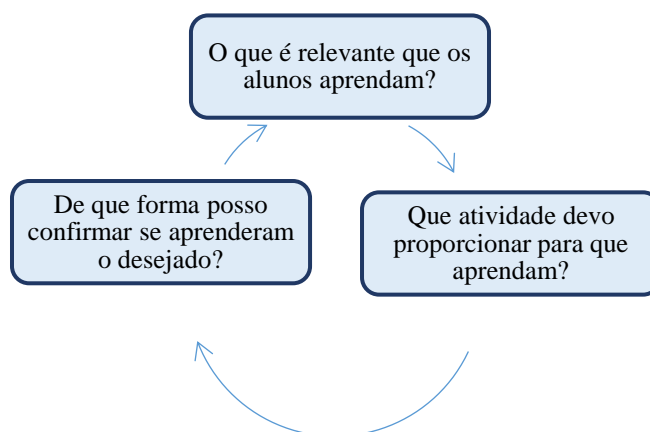 O que é relevante que os
alunos aprendam?
De que forma posso
confirmar se aprenderam
o desejado?
Que atividade devo
proporcionar para que
aprendam?